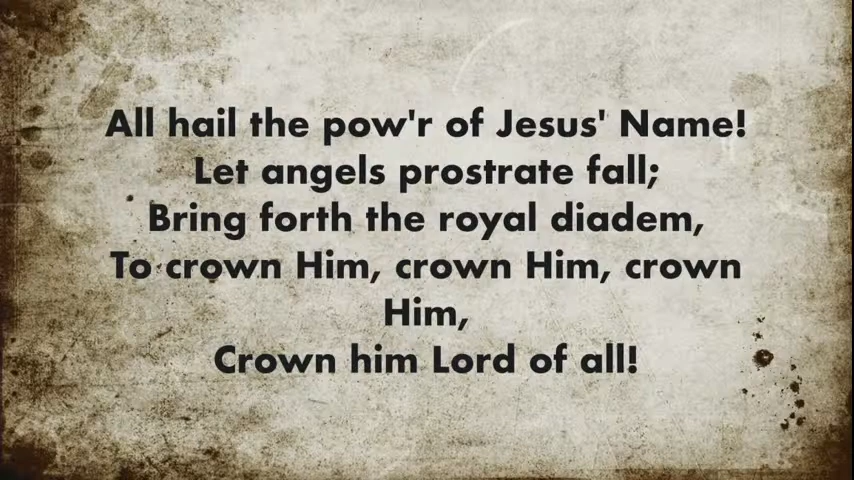 All hail the pow'r of Jesus' Name!
Let angels prostrate fall;
Bring forth the royal diadem,
To crown Him, crown Him, crown
Him,
Crown him Lord of all!